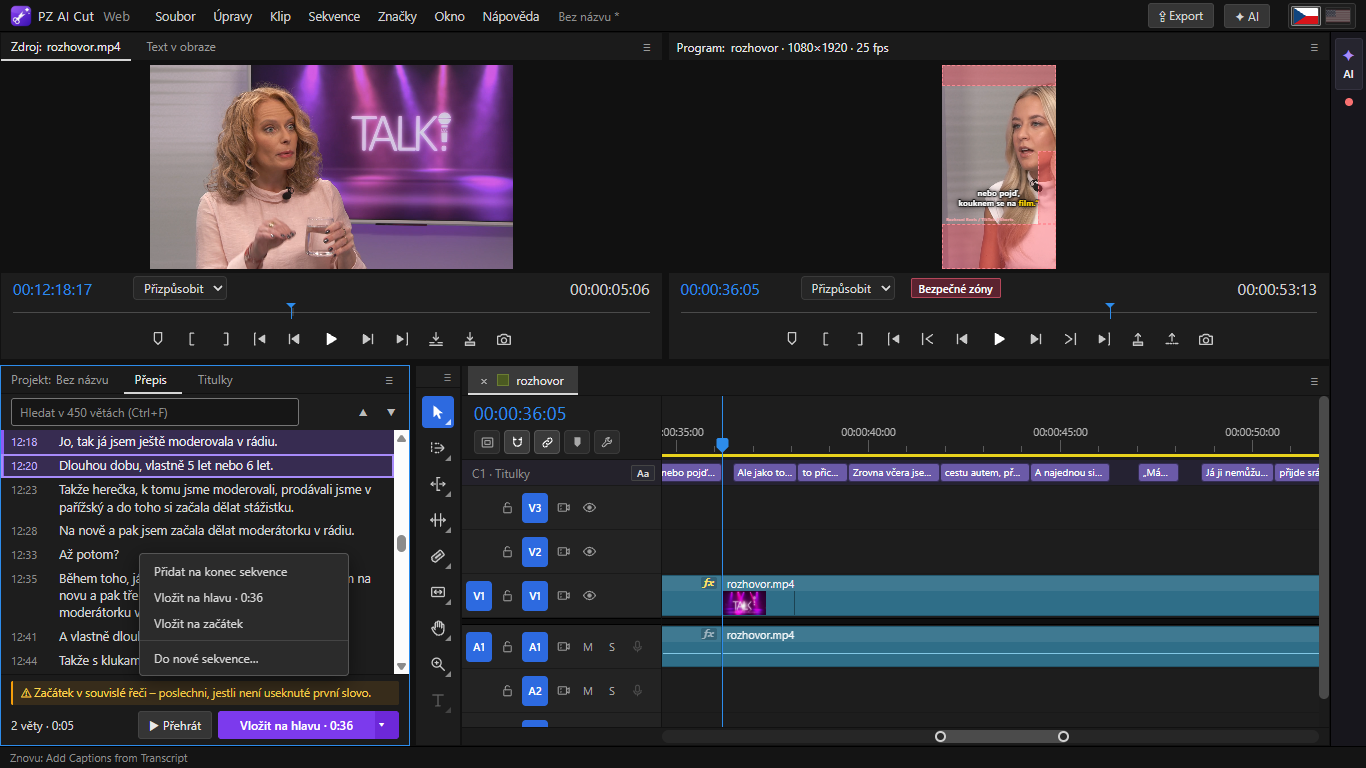 PZ AI Cut Web Soubor Úpravy Klip Sekvence Značky Okno Nápověda Bez názvu *
Export
AI
Zdroj: rozhovor.mp4
Text v obraze
Program: rozhovor · 1080×1920 · 25 fps
AI
TALK!
nebo pojď,
kouknem se na film."
00:12:18:17
Přizpůsobit
00:00:05:06
00:00:36:05
Přizpůsobit
Bezpečné zóny
00:00:53:13
Projekt: Bez názvu
Přepis
Titulky
Hledat v 450 větách (Ctrl+F)
12:18 Jo, tak já jsem ještě moderovala v rádiu.
12:20 Dlouhou dobu, vlastně 5 let nebo 6 let.
12:23 Takže herečka, k tomu jsme moderovali, prodávali jsme v
pařížský a do toho si začala dělat stážistku.
12:28 Na nově a pak jsem začala dělat moderátorku v rádiu.
12:33 Až potom?
12:35 Během toho, já
m na
novu a pak tře
moderátorku v
12:41 A vlastně dlou
12:44 Takže s klukam
Přidat na konec sekvence
Vložit na hlavu · 0:36
Vložit na začátek
Do nové sekvence...
⚠ Začátek v souvislé řeči – poslechni, jestli není useknuté první slovo.
2 věty · 0:05
▶ Přehrát
Vložit na hlavu · 0:36
× rozhovor
00:00:36:05
:00:35:00
00:00:40:00
00:00:45:00
00:00:50:00
C1 · Titulky
Aa
nebo pojď...
Ale jako to...
to přic...
Zrovna včera jse...
cestu autem, př...
A najednou si...
„Má...
Já ji nemůžu...
přijde srá
V3
V2
V1
V1
fx
rozhovor.mp4
TALK!
A1
A1
M
S
fx
rozhovor.mp4
A2
M
S
T
Znovu: Add Captions from Transcript